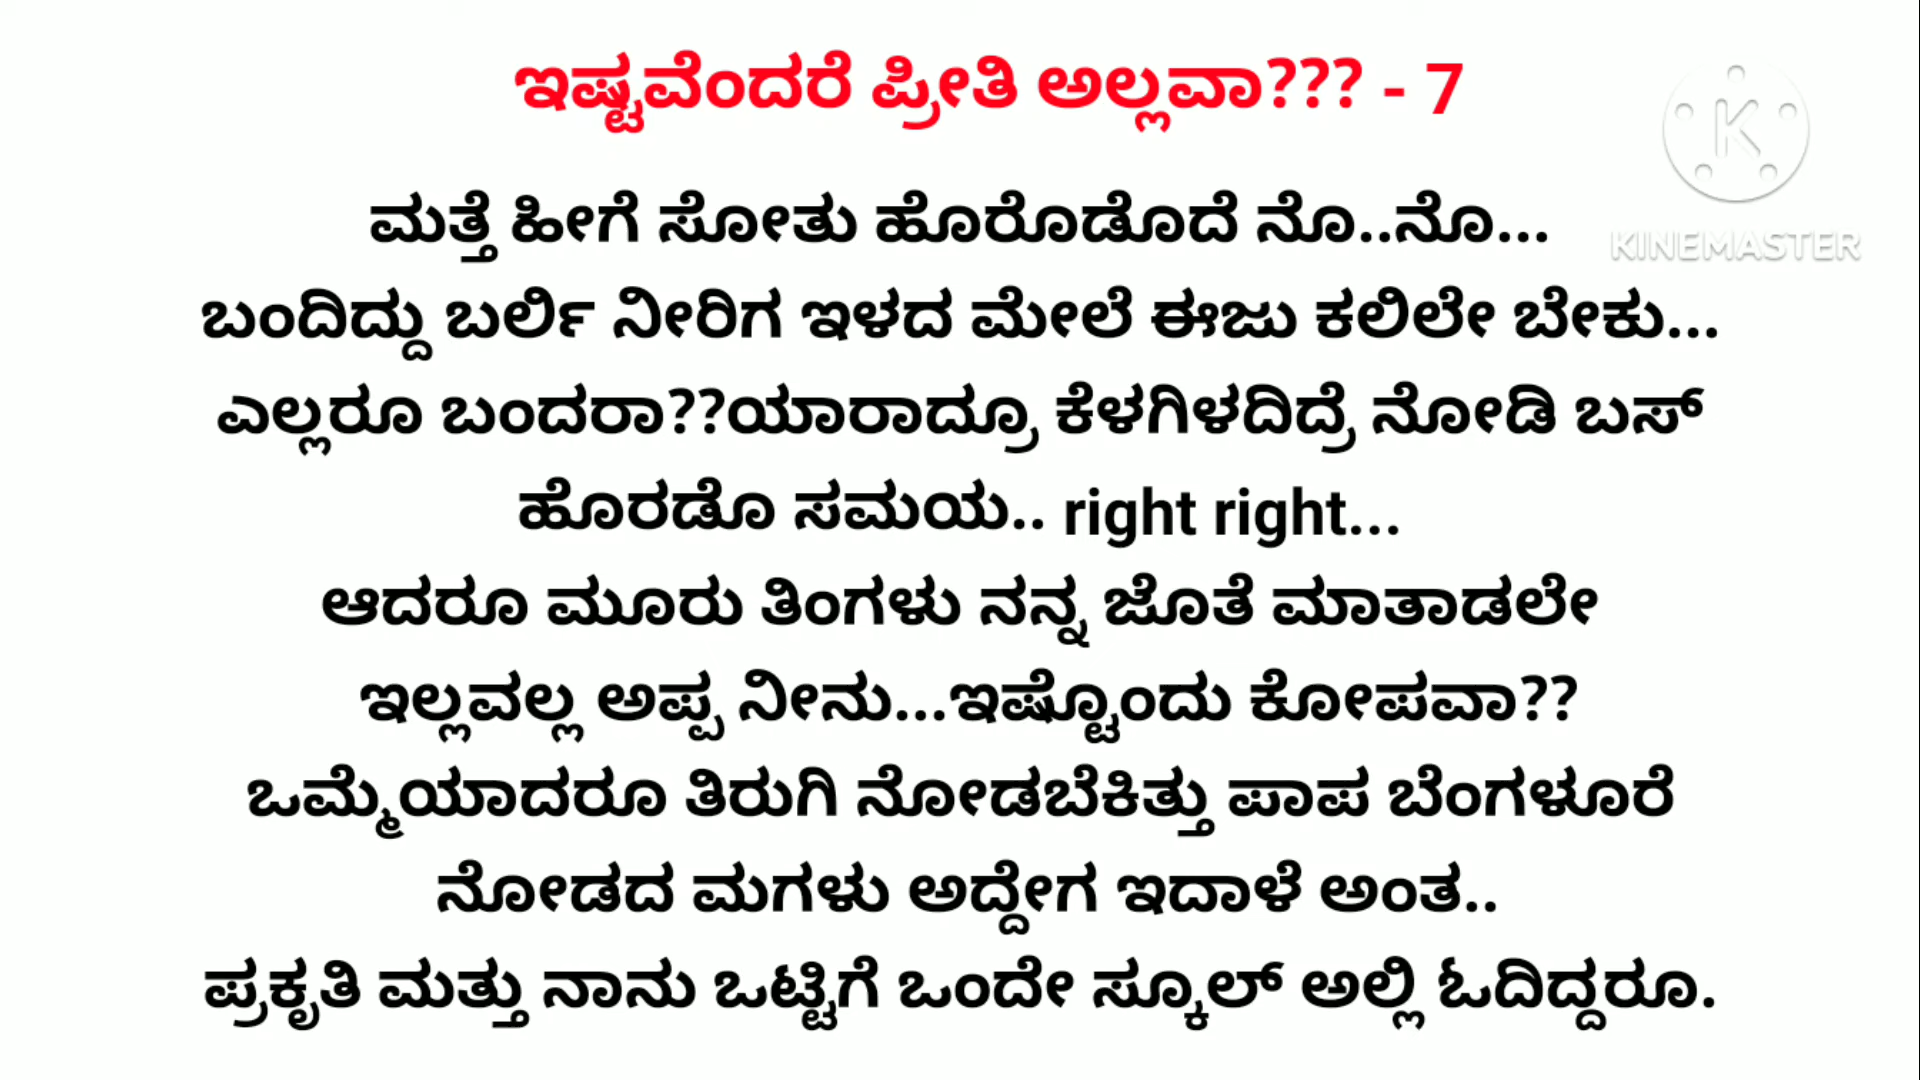 ಇಷ್ಟವೆಂದರೆ ಪ್ರೀತಿ ಅಲ್ಲವಾ??? - 7
ಮತ್ತೆ ಹೀಗೆ ಸೋತು ಹೊರೊಡೊದೆ ನೊ..ನೊ...
ಬಂದಿದ್ದು ಬರ್ಲಿ ನೀರಿಗ ಇಳದ ಮೇಲೆ ಈಜು ಕಲಿಲೇ ಬೇಕು...
ಎಲ್ಲರೂ ಬಂದರಾ??ಯಾರಾದ್ರೂ ಕೆಳಗಿಳದಿದ್ರೆ ನೋಡಿ ಬಸ್
ಹೊರಡೊ ಸಮಯ.. right right...
ಆದರೂ ಮೂರು ತಿಂಗಳು ನನ್ನ ಜೊತೆ ಮಾತಾಡಲೇ
ಇಲ್ಲವಲ್ಲ ಅಪ್ಪ ನೀನು...ಇಷ್ಟೊಂದು ಕೋಪವಾ??
ಒಮ್ಮೆಯಾದರೂ ತಿರುಗಿ ನೋಡಬೆಕಿತ್ತು ಪಾಪ ಬೆಂಗಳೂರೆ
ನೋಡದ ಮಗಳು ಅದ್ದೇಗ ಇದಾಳೆ ಅಂತ..
ಪ್ರಕೃತಿ ಮತ್ತು ನಾನು ಒಟ್ಟಿಗೆ ಒಂದೇ ಸ್ಕೂಲ್ ಅಲ್ಲಿ ಓದಿದ್ದರೂ.
K
KINEMASTER